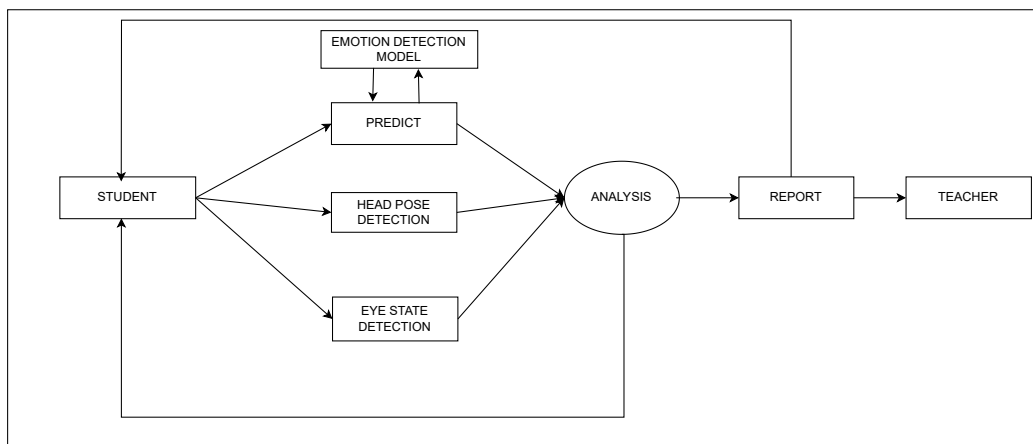 EMOTION DETECTION
MODEL
PREDICT
STUDENT
HEAD POSE
DETECTION
ANALYSIS
REPORT
TEACHER
EYE STATE
DETECTION